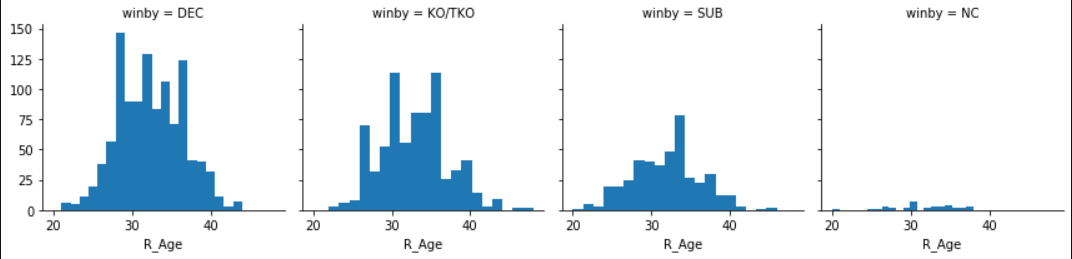 winby = DEC
winby = KO/TKO
winby = SUB
winby = NC
150
125
100
75
50
25
0
20 30 40
20 30 40
20 30 40
20 30 40
R_Age
R_Age
R_Age
R_Age